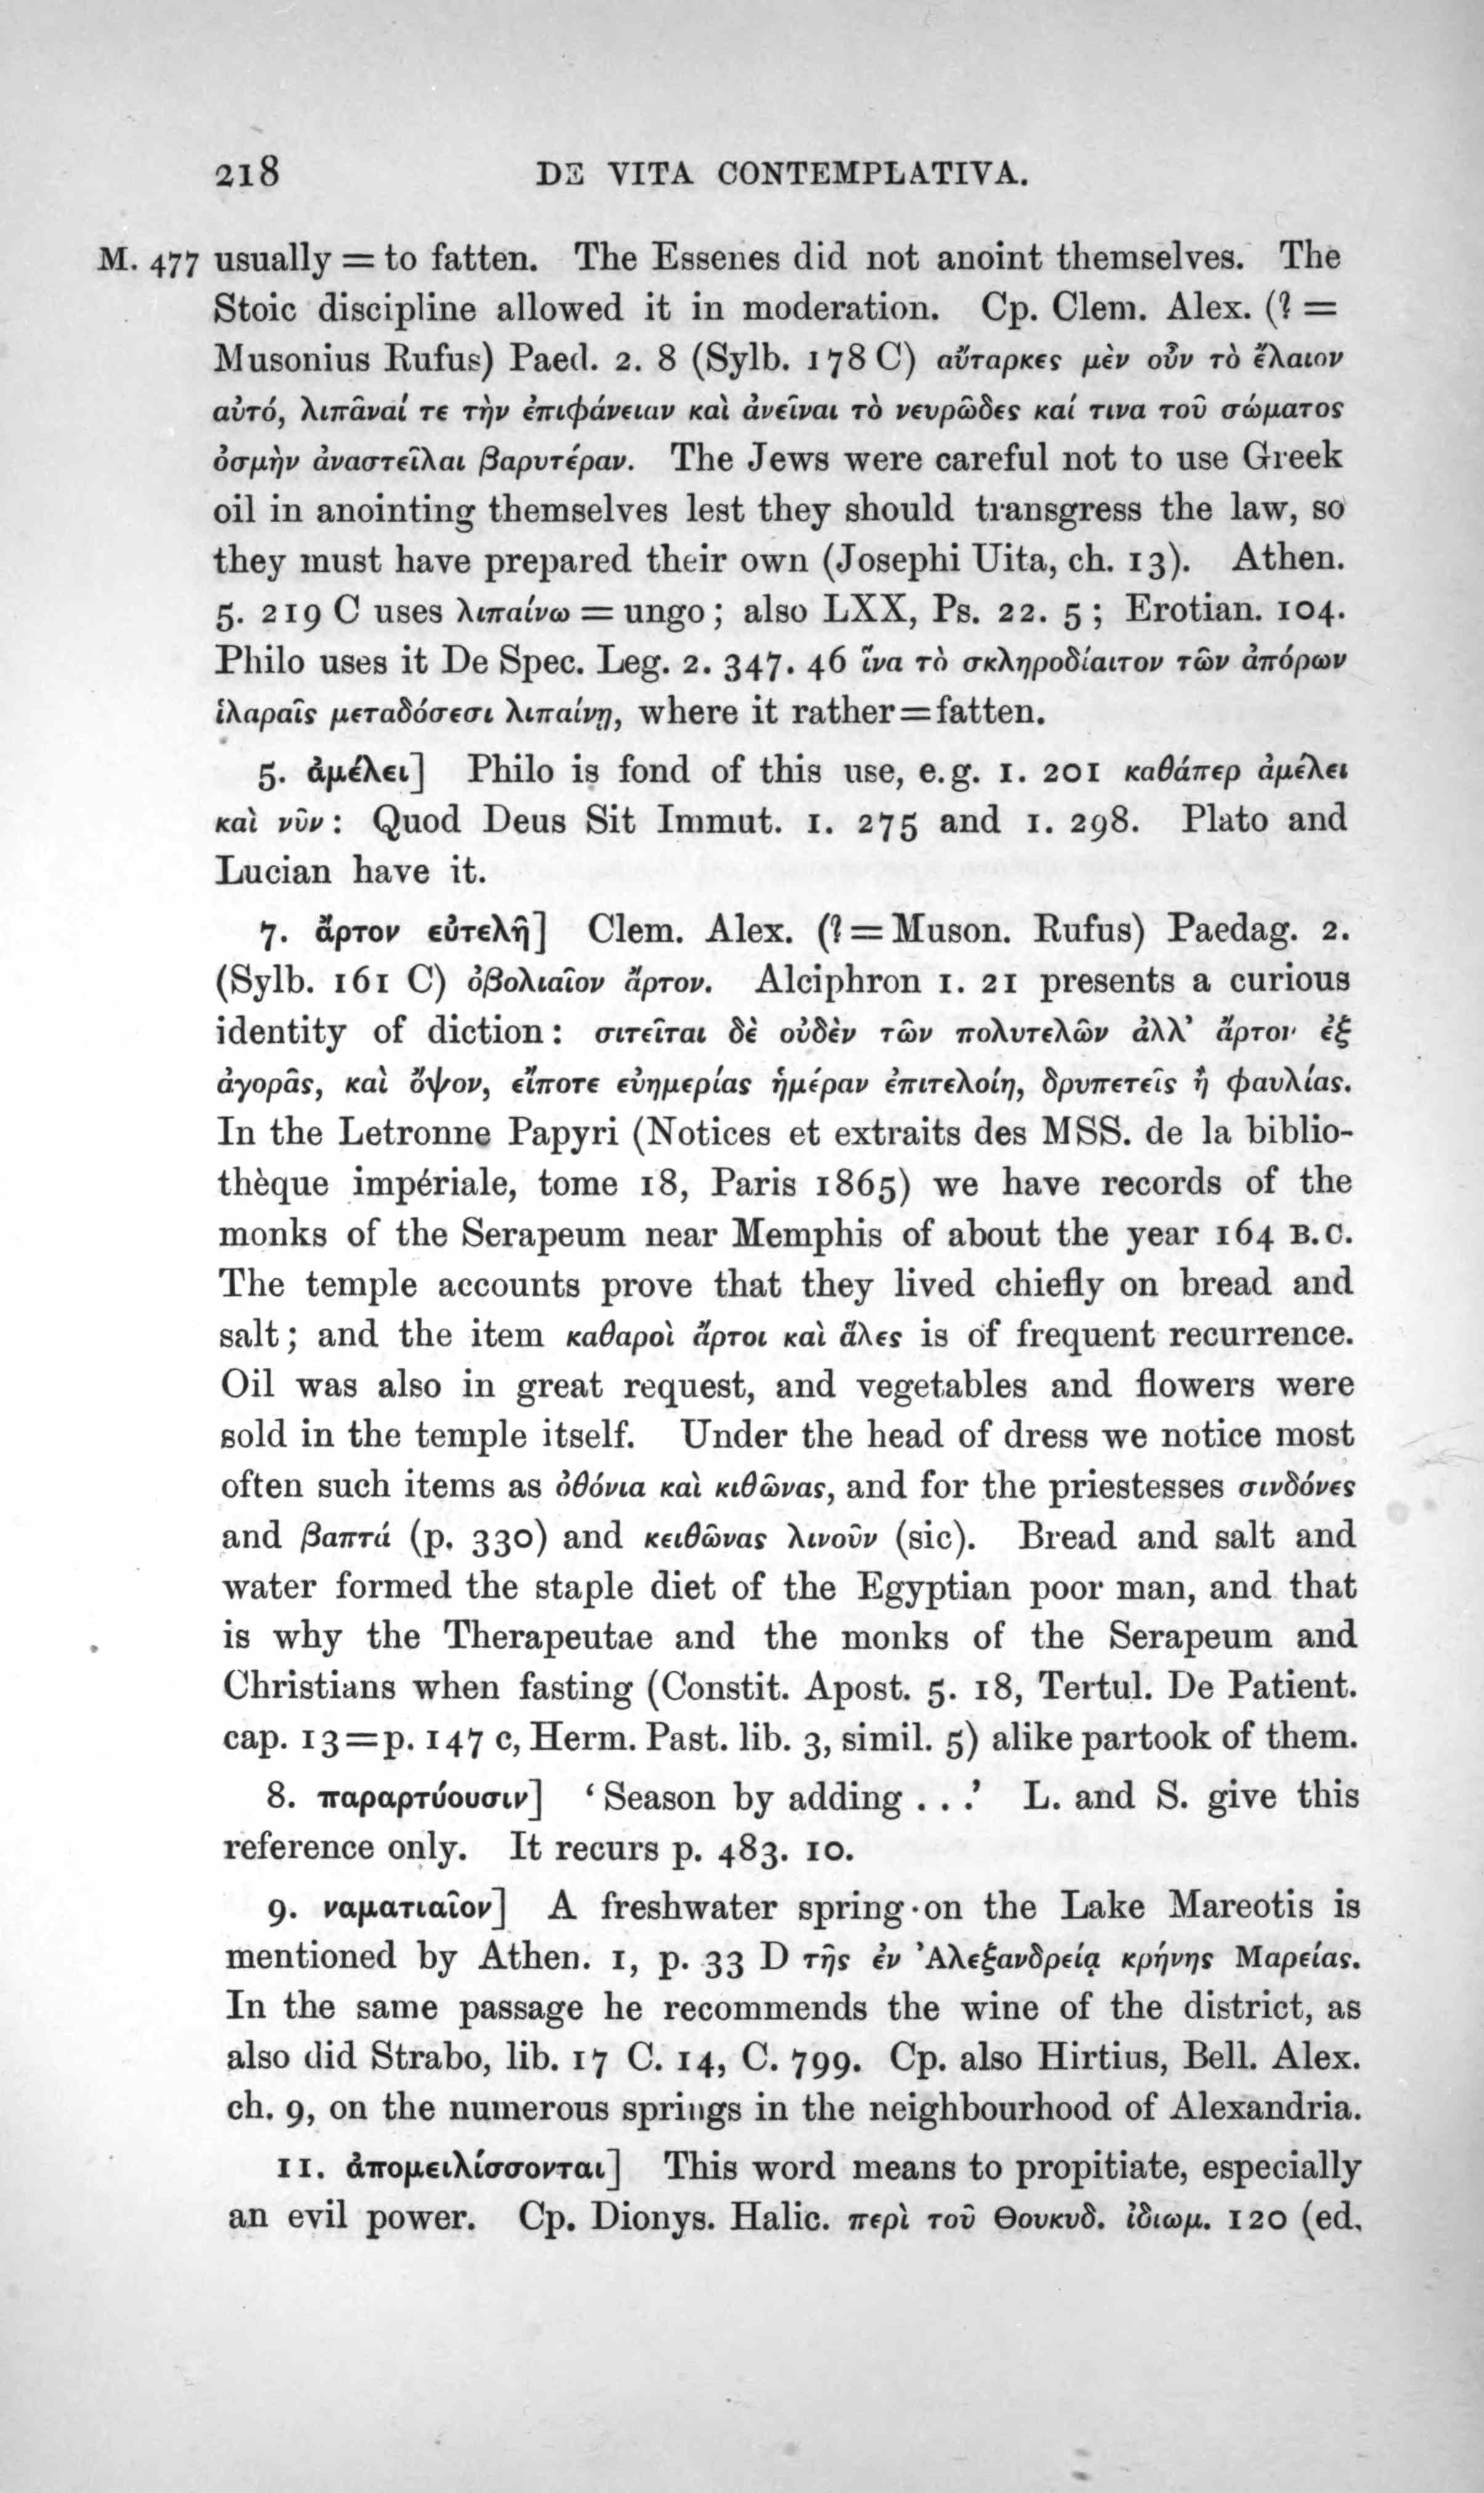 218 DE VITA CONTEMPLATIVA.
M. 477 usually = to fatten. The Essenes did not anoint themselves. The
Stoic discipline allowed it in moderation. Cp. Clem. Alex. (? =
Musonius Rufus) Paed. 2. 8 (Sylb. 178 C) αὔταρκες μὲν οὖν τὸ ἔλαιον
αὐτό, λιπᾶναί τε τὴν ἐπιφάνειαν καὶ ἀνεῖναι τὸ νευρῶδες καί τινα τοῦ σώματος
ὀσμὴν ἀναστεῖλαι βαρυτέραν. The Jews were careful not to use Greek
oil in anointing themselves lest they should transgress the law, so
they must have prepared their own (Josephi Uita, ch. 13). Athen.
5. 219 C uses λιπαίνω = ungo; also LXX, Ps. 22. 5; Erotian. 104.
Philo uses it De Spec. Leg. 2. 347. 46 ἵνα τὸ σκληροδίαιτον τῶν ἀπόρων
ἱλαραῖς μεταδόσεσι λιπαίνῃ, where it rather = fatten.
5. ἀμέλει] Philo is fond of this use, e.g. 1. 201 καθάπερ ἀμέλει
καὶ νῦν: Quod Deus Sit Immut. 1. 275 and 1. 298. Plato and
Lucian have it.
7. ἄρτον εὐτελῆ] Clem. Alex. (? = Muson. Rufus) Paedag. 2.
(Sylb. 161 C) ὀβολιαῖον ἄρτον. Alciphron 1. 21 presents a curious
identity of diction: σιτεῖται δὲ οὐδὲν τῶν πολυτελῶν ἀλλ' ἄρτον ἐξ
ἀγορᾶς, καὶ ὄψον, εἴποτε εὐημερίας ἡμέραν ἐπιτελοίη, δρυπετεῖς ἢ φαυλίας.
In the Letronne Papyri (Notices et extraits des MSS. de la biblio-
thèque impériale, tome 18, Paris 1865) we have records of the
monks of the Serapeum near Memphis of about the year 164 B.C.
The temple accounts prove that they lived chiefly on bread and
salt; and the item καθαροὶ ἄρτοι καὶ ἅλες is of frequent recurrence.
Oil was also in great request, and vegetables and flowers were
sold in the temple itself. Under the head of dress we notice most
often such items as ὀθόνια καὶ κιθῶνας, and for the priestesses σινδόνες
and βαπτά (p. 330) and κειθῶνας λινοῦν (sic). Bread and salt and
water formed the staple diet of the Egyptian poor man, and that
is why the Therapeutae and the monks of the Serapeum and
Christians when fasting (Constit. Apost. 5. 18, Tertul. De Patient.
cap. 13 = p. 147 c, Herm. Past. lib. 3, simil. 5) alike partook of them.
8. παραρτύουσιν] 'Season by adding . . .' L. and S. give this
reference only. It recurs p. 483. 10.
9. ναματιαῖον] A freshwater spring on the Lake Mareotis is
mentioned by Athen. 1, p. 33 D τῆς ἐν Ἀλεξανδρείᾳ κρήνης Μαρείας.
In the same passage he recommends the wine of the district, as
also did Strabo, lib. 17 C. 14, C. 799. Cp. also Hirtius, Bell. Alex.
ch. 9, on the numerous springs in the neighbourhood of Alexandria.
11. ἀπομειλίσσονται] This word means to propitiate, especially
an evil power. Cp. Dionys. Halic. περὶ τοῦ Θουκυδ. ἰδιωμ. 120 (ed.